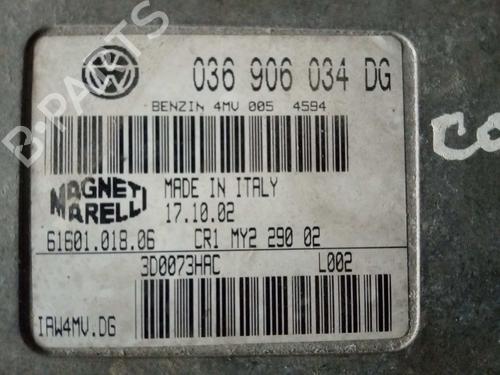 036 906 034 DG
BENZIN 4MV 005 4594
MAGNETI
MARELLI
MADE IN ITALY
17.10.02
61601.018.06 CR1 MY2 290 02
3D0073HAC L002
IAW4MV.DG
B-PARTS